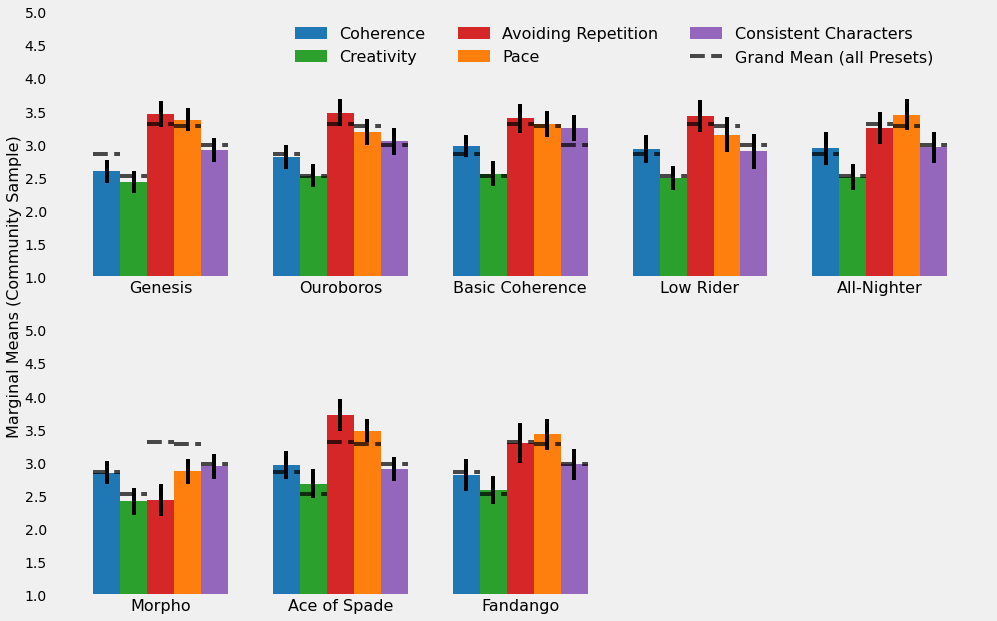 Marginal Means (Community Sample)
5.0
4.5
4.0
3.5
3.0
2.5
2.0
1.5
1.0
Coherence
Creativity
Avoiding Repetition
Pace
Consistent Characters
Grand Mean (all Presets)
Genesis
Ouroboros
Basic Coherence
Low Rider
All-Nighter
5.0
4.5
4.0
3.5
3.0
2.5
2.0
1.5
1.0
Morpho
Ace of Spade
Fandango